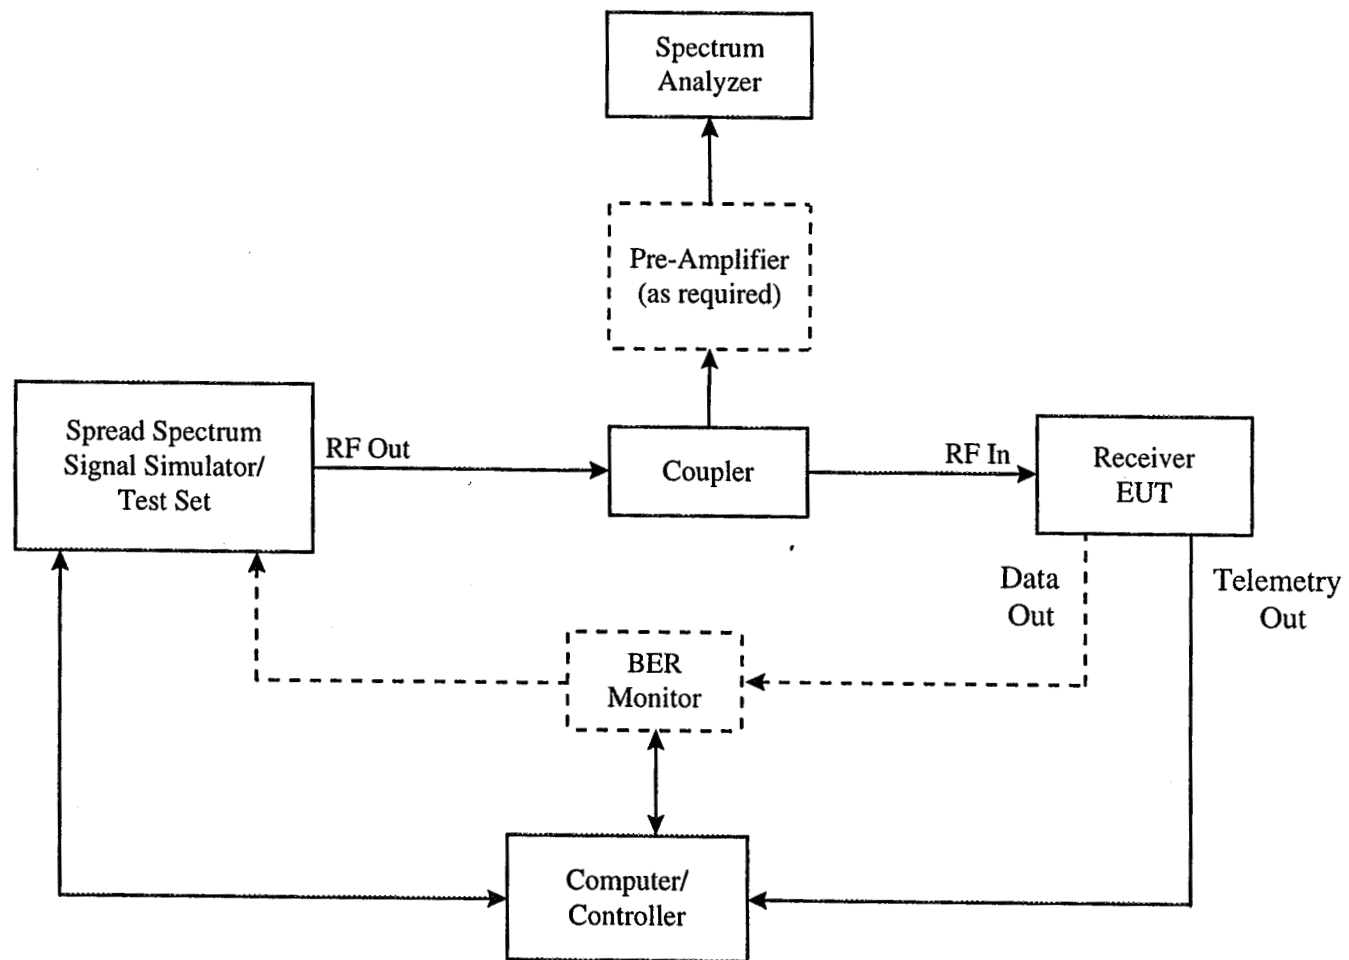 Spectrum
Analyzer
Pre-Amplifier
(as required)
Spread Spectrum
Signal Simulator/
Test Set
RF Out
Coupler
RF In
Receiver
EUT
Data
Out
Telemetry
Out
BER
Monitor
Computer/
Controller